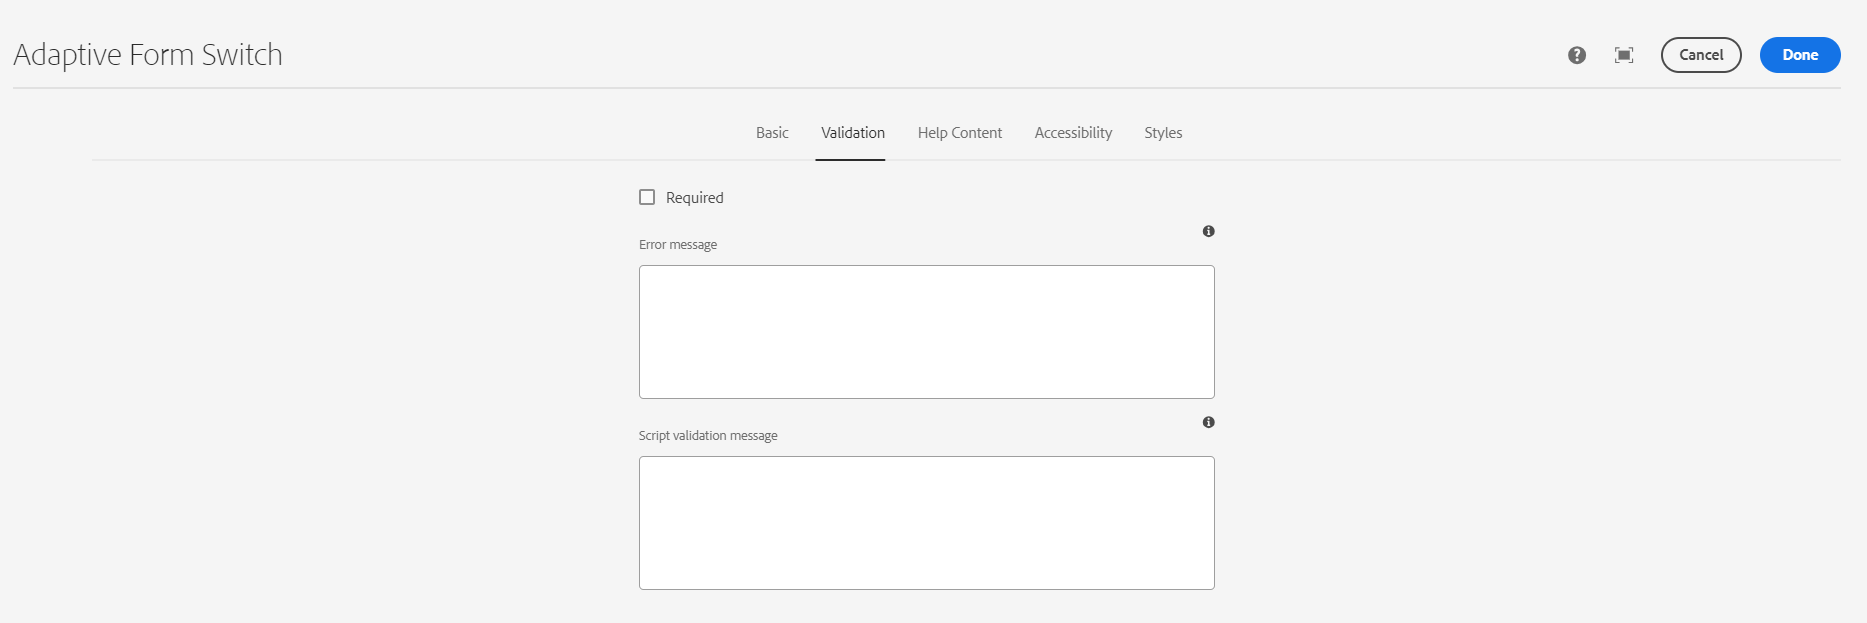 Adaptive Form Switch
Cancel
Done
Basic
Validation
Help Content
Accessibility
Styles
Required
Error message
Script validation message